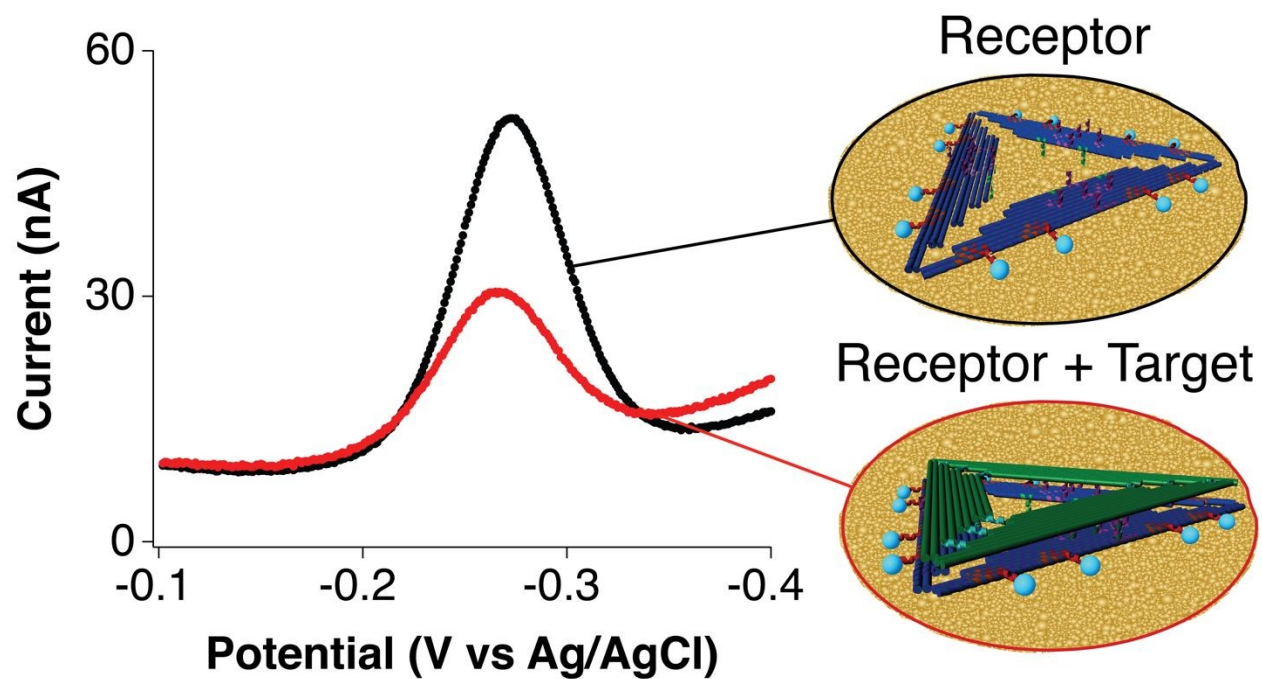 Receptor
60
30
0
Current (nA)
-0.1
-0.2
-0.3
-0.4
Potential (V vs Ag/AgCl)
Receptor + Target